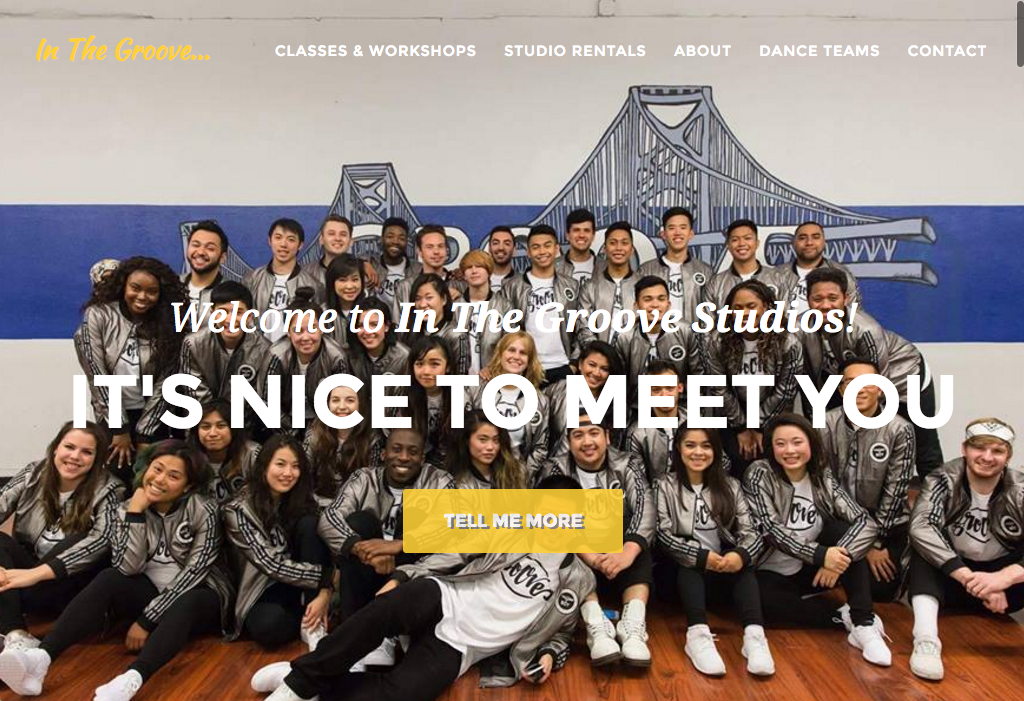 In The Groove...
CLASSES & WORKSHOPS
STUDIO RENTALS
ABOUT
DANCE TEAMS
CONTACT
Welcome to In The Groove Studios!
IT'S NICE TO MEET YOU
TELL ME MORE